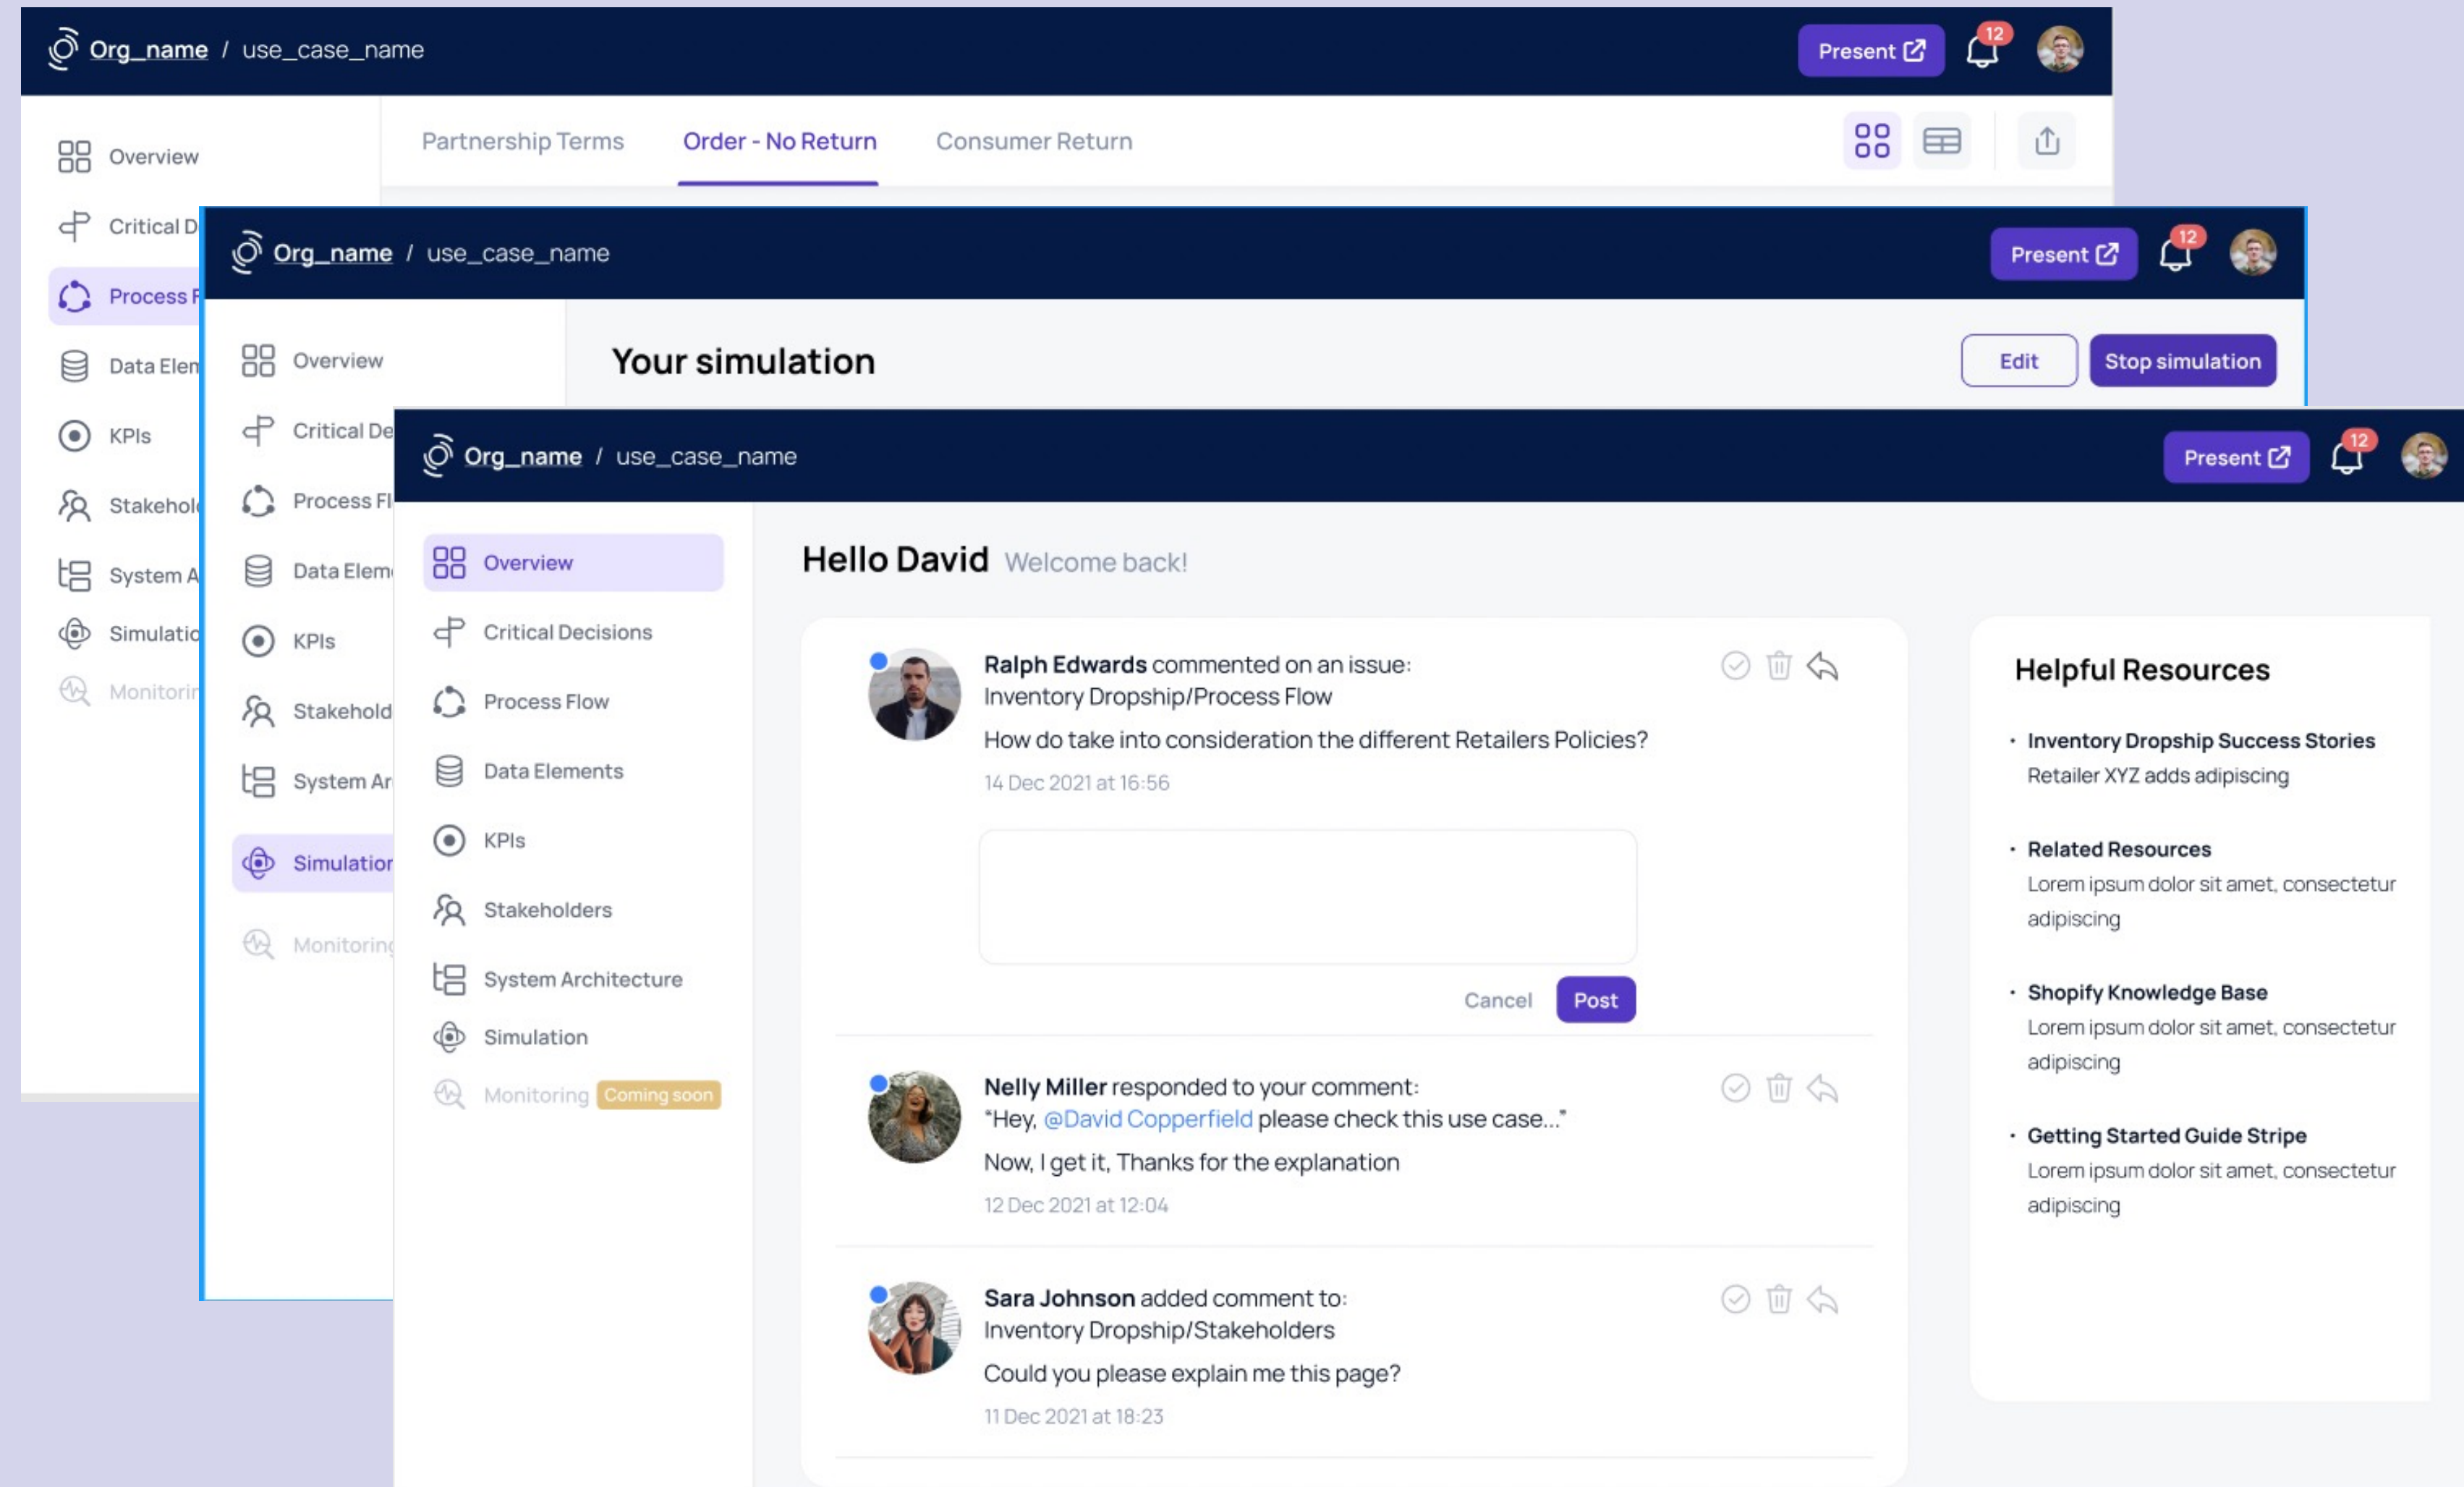 Org_name / use_case_name
Present
12
Overview
Partnership Terms
Order - No Return
Consumer Return
Critical D
Process F
Data Elem
KPIs
Stakehol
System A
Simulatio
Monitorin
Org_name / use_case_name
Present
12
Overview
Your simulation
Edit
Stop simulation
Critical De
Process Fl
Data Elem
KPIs
Stakehold
System Ar
Simulation
Monitoring
Org_name / use_case_name
Present
12
Overview
Critical Decisions
Process Flow
Data Elements
KPIs
Stakeholders
System Architecture
Simulation
Monitoring Coming soon
Hello David Welcome back!
Ralph Edwards commented on an issue:
Inventory Dropship/Process Flow
How do take into consideration the different Retailers Policies?
14 Dec 2021 at 16:56
Cancel
Post
Nelly Miller responded to your comment:
"Hey, @David Copperfield please check this use case..."
Now, I get it, Thanks for the explanation
12 Dec 2021 at 12:04
Sara Johnson added comment to:
Inventory Dropship/Stakeholders
Could you please explain me this page?
11 Dec 2021 at 18:23
Helpful Resources
• Inventory Dropship Success Stories
Retailer XYZ adds adipiscing
• Related Resources
Lorem ipsum dolor sit amet, consectetur
adipiscing
• Shopify Knowledge Base
Lorem ipsum dolor sit amet, consectetur
adipiscing
• Getting Started Guide Stripe
Lorem ipsum dolor sit amet, consectetur
adipiscing